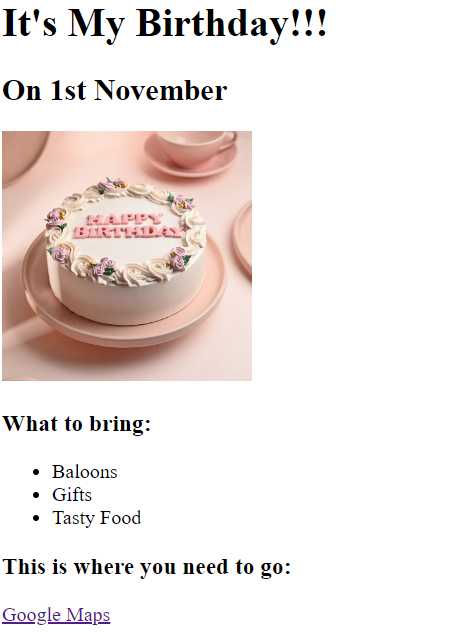 It's My Birthday!!!
On 1st November
HAPPY
BIRTHDAY
What to bring:
Baloons
Gifts
Tasty Food
This is where you need to go:
Google Maps